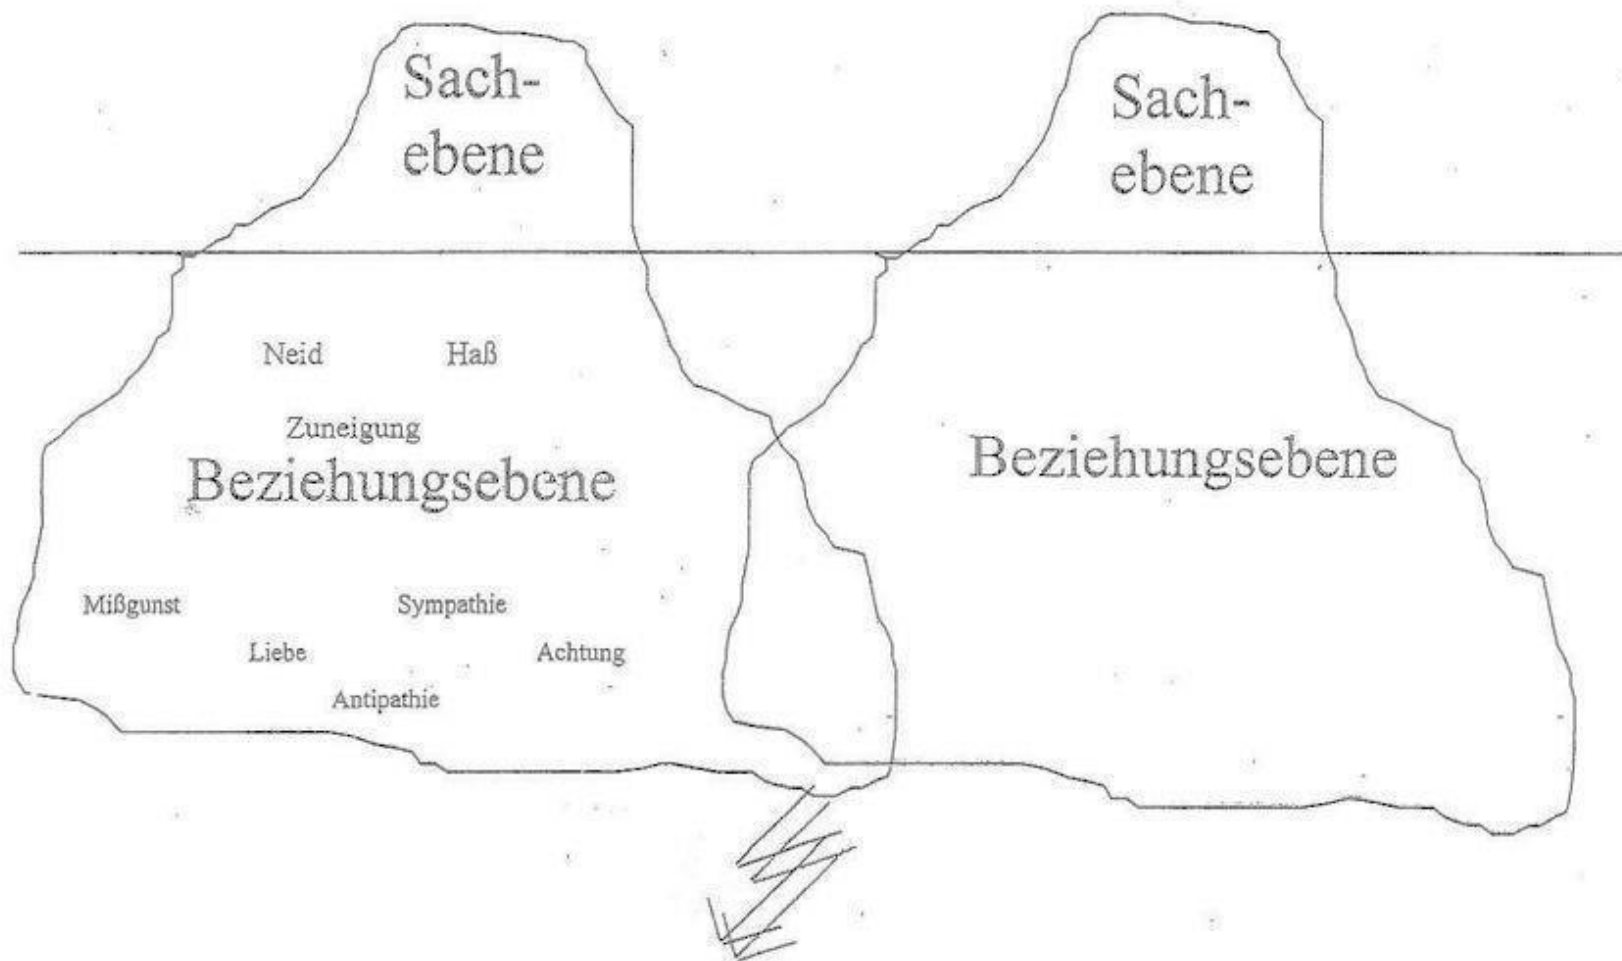 Sach-
ebene
Sach-
ebene
Neid
Haß
Zuneigung
Beziehungsebene
Beziehungsebene
Mißgunst
Sympathie
Liebe
Achtung
Antipathie